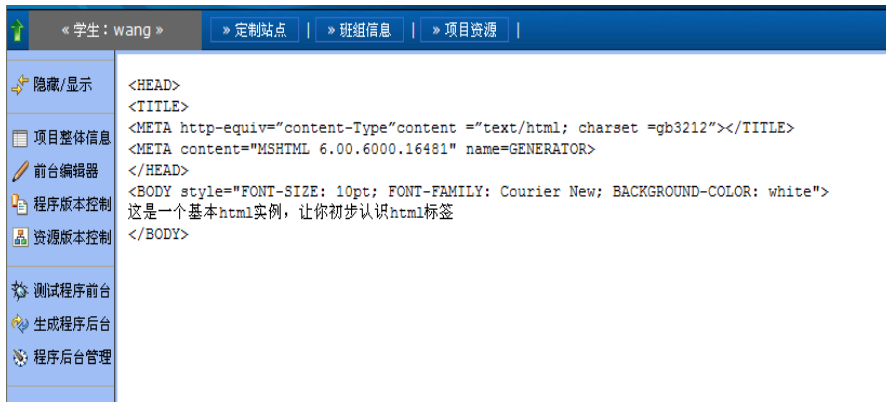 «学生：wang» »定制站点 | »班组信息 | »项目资源 |
隐藏/显示
项目整体信息
前台编辑器
程序版本控制
资源版本控制
测试程序前台
生成程序后台
程序后台管理
<HEAD>
<TITLE>
<META http-equiv=”content-Type”content =”text/html; charset =gb3212”></TITLE>
<META content="MSHTML 6.00.6000.16481" name=GENERATOR>
</HEAD>
<BODY style="FONT-SIZE: 10pt; FONT-FAMILY: Courier New; BACKGROUND-COLOR: white">
这是一个基本html实例，让你初步认识html标签
</BODY>